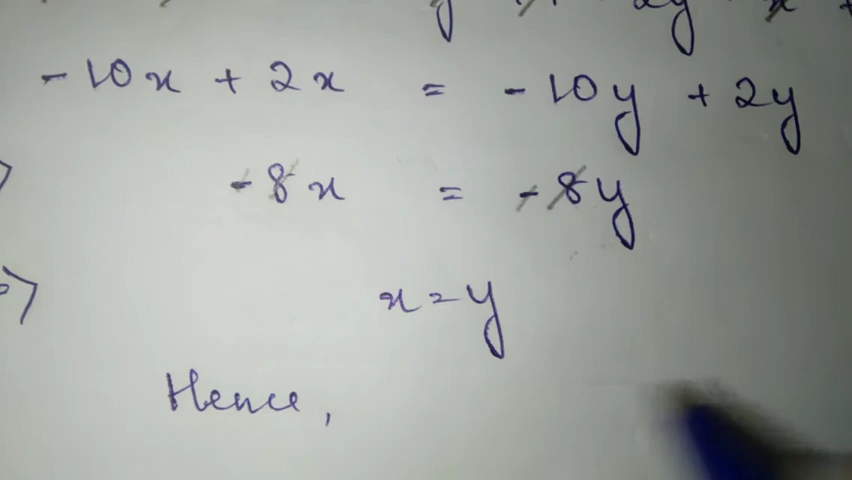 -10x + 2x = -10y + 2y
-8x = -8y
x = y
Hence,